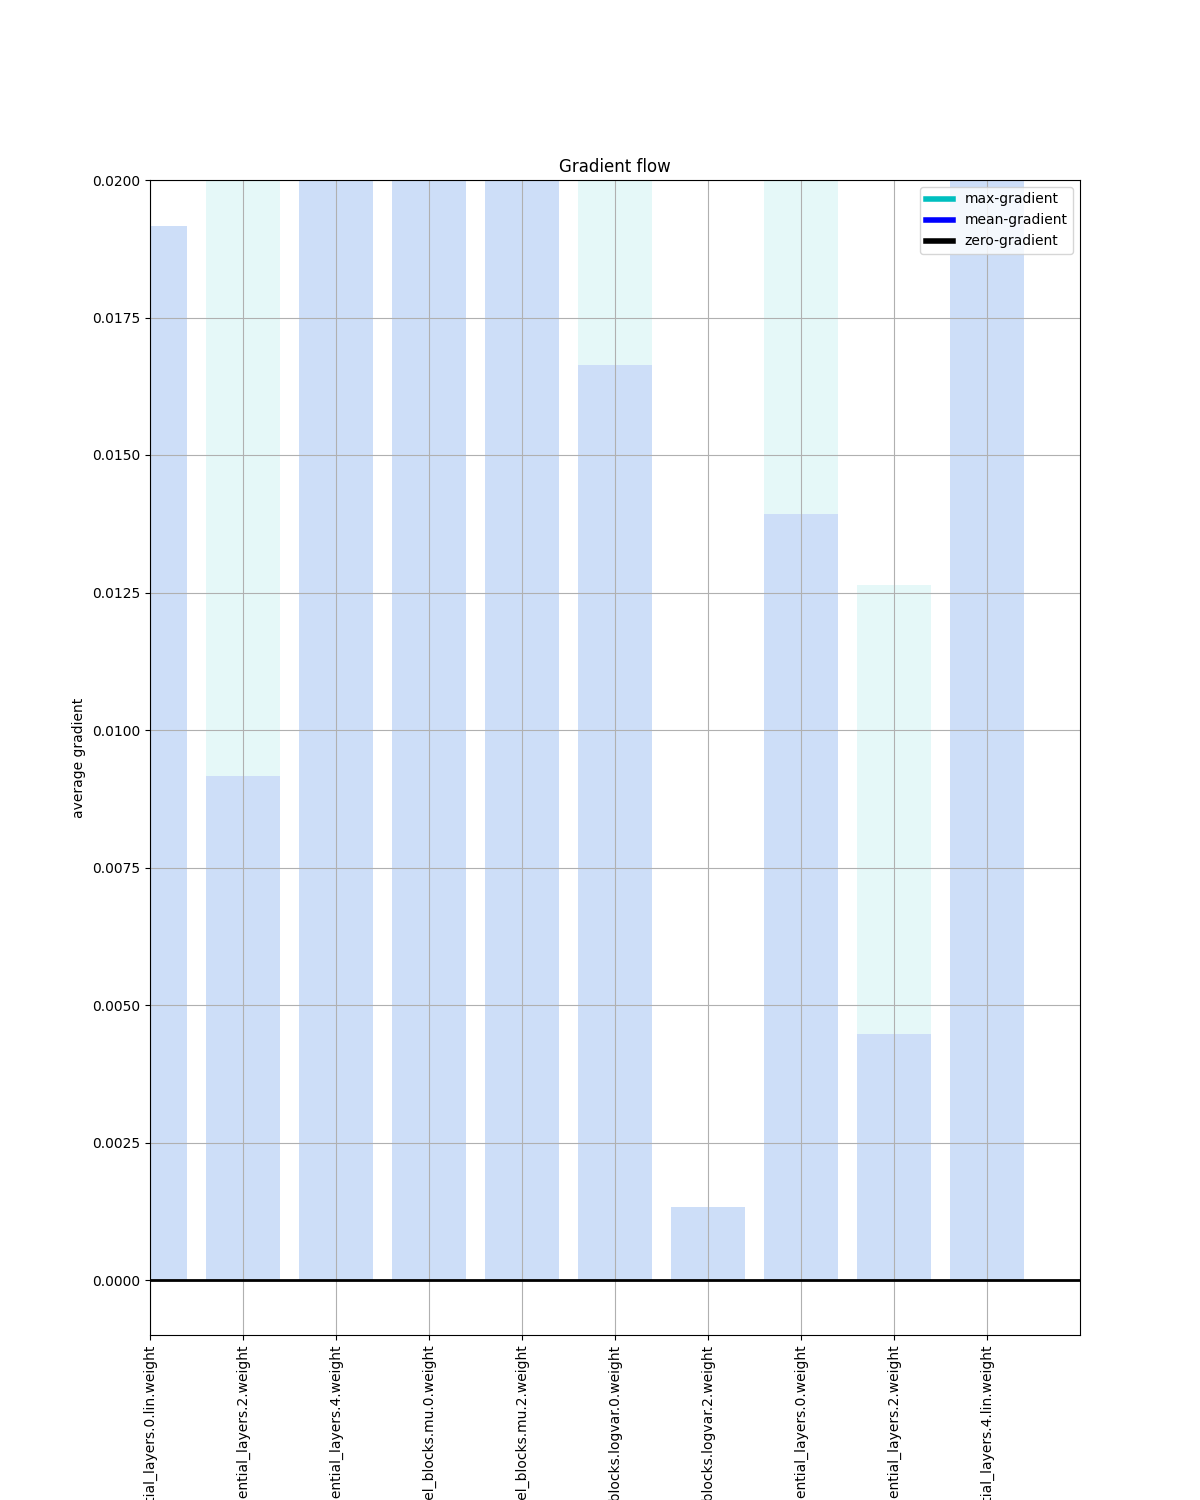 Gradient flow
max-gradient
mean-gradient
zero-gradient
average gradient
0.0200
0.0175
0.0150
0.0125
0.0100
0.0075
0.0050
0.0025
0.0000
tial_layers.0.lin.weight
ential_layers.2.weight
ential_layers.4.weight
el_blocks.mu.0.weight
el_blocks.mu.2.weight
blocks.logvar.0.weight
blocks.logvar.2.weight
ential_layers.0.weight
ential_layers.2.weight
tial_layers.4.lin.weight